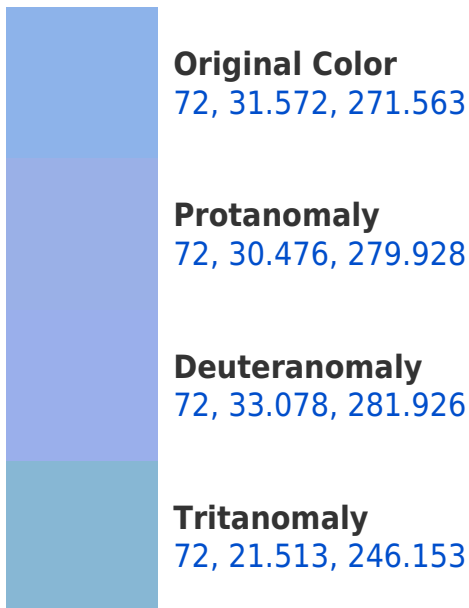 Original Color
72, 31.572, 271.563
Protanomaly
72, 30.476, 279.928
Deuteranomaly
72, 33.078, 281.926
Tritanomaly
72, 21.513, 246.153